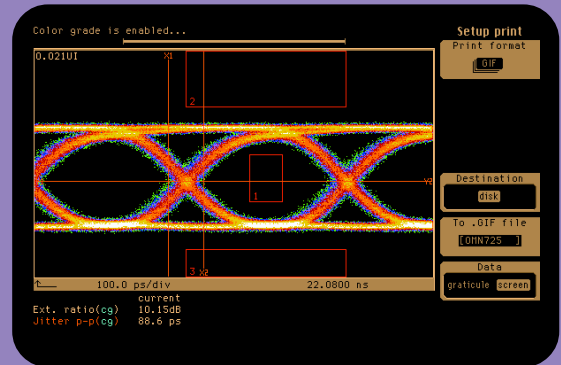 Color grade is enabled...
Setup print
Print format
GIF
0.021UI
X1
2
1
Y2
3 X2
Destination
disk
To .GIF file
[OMN725 ]
Data
graticule screen
100.0 ps/div 22.0800 ns
current
Ext. ratio(cg) 10.15dB
Jitter p-p(cg) 88.6 ps